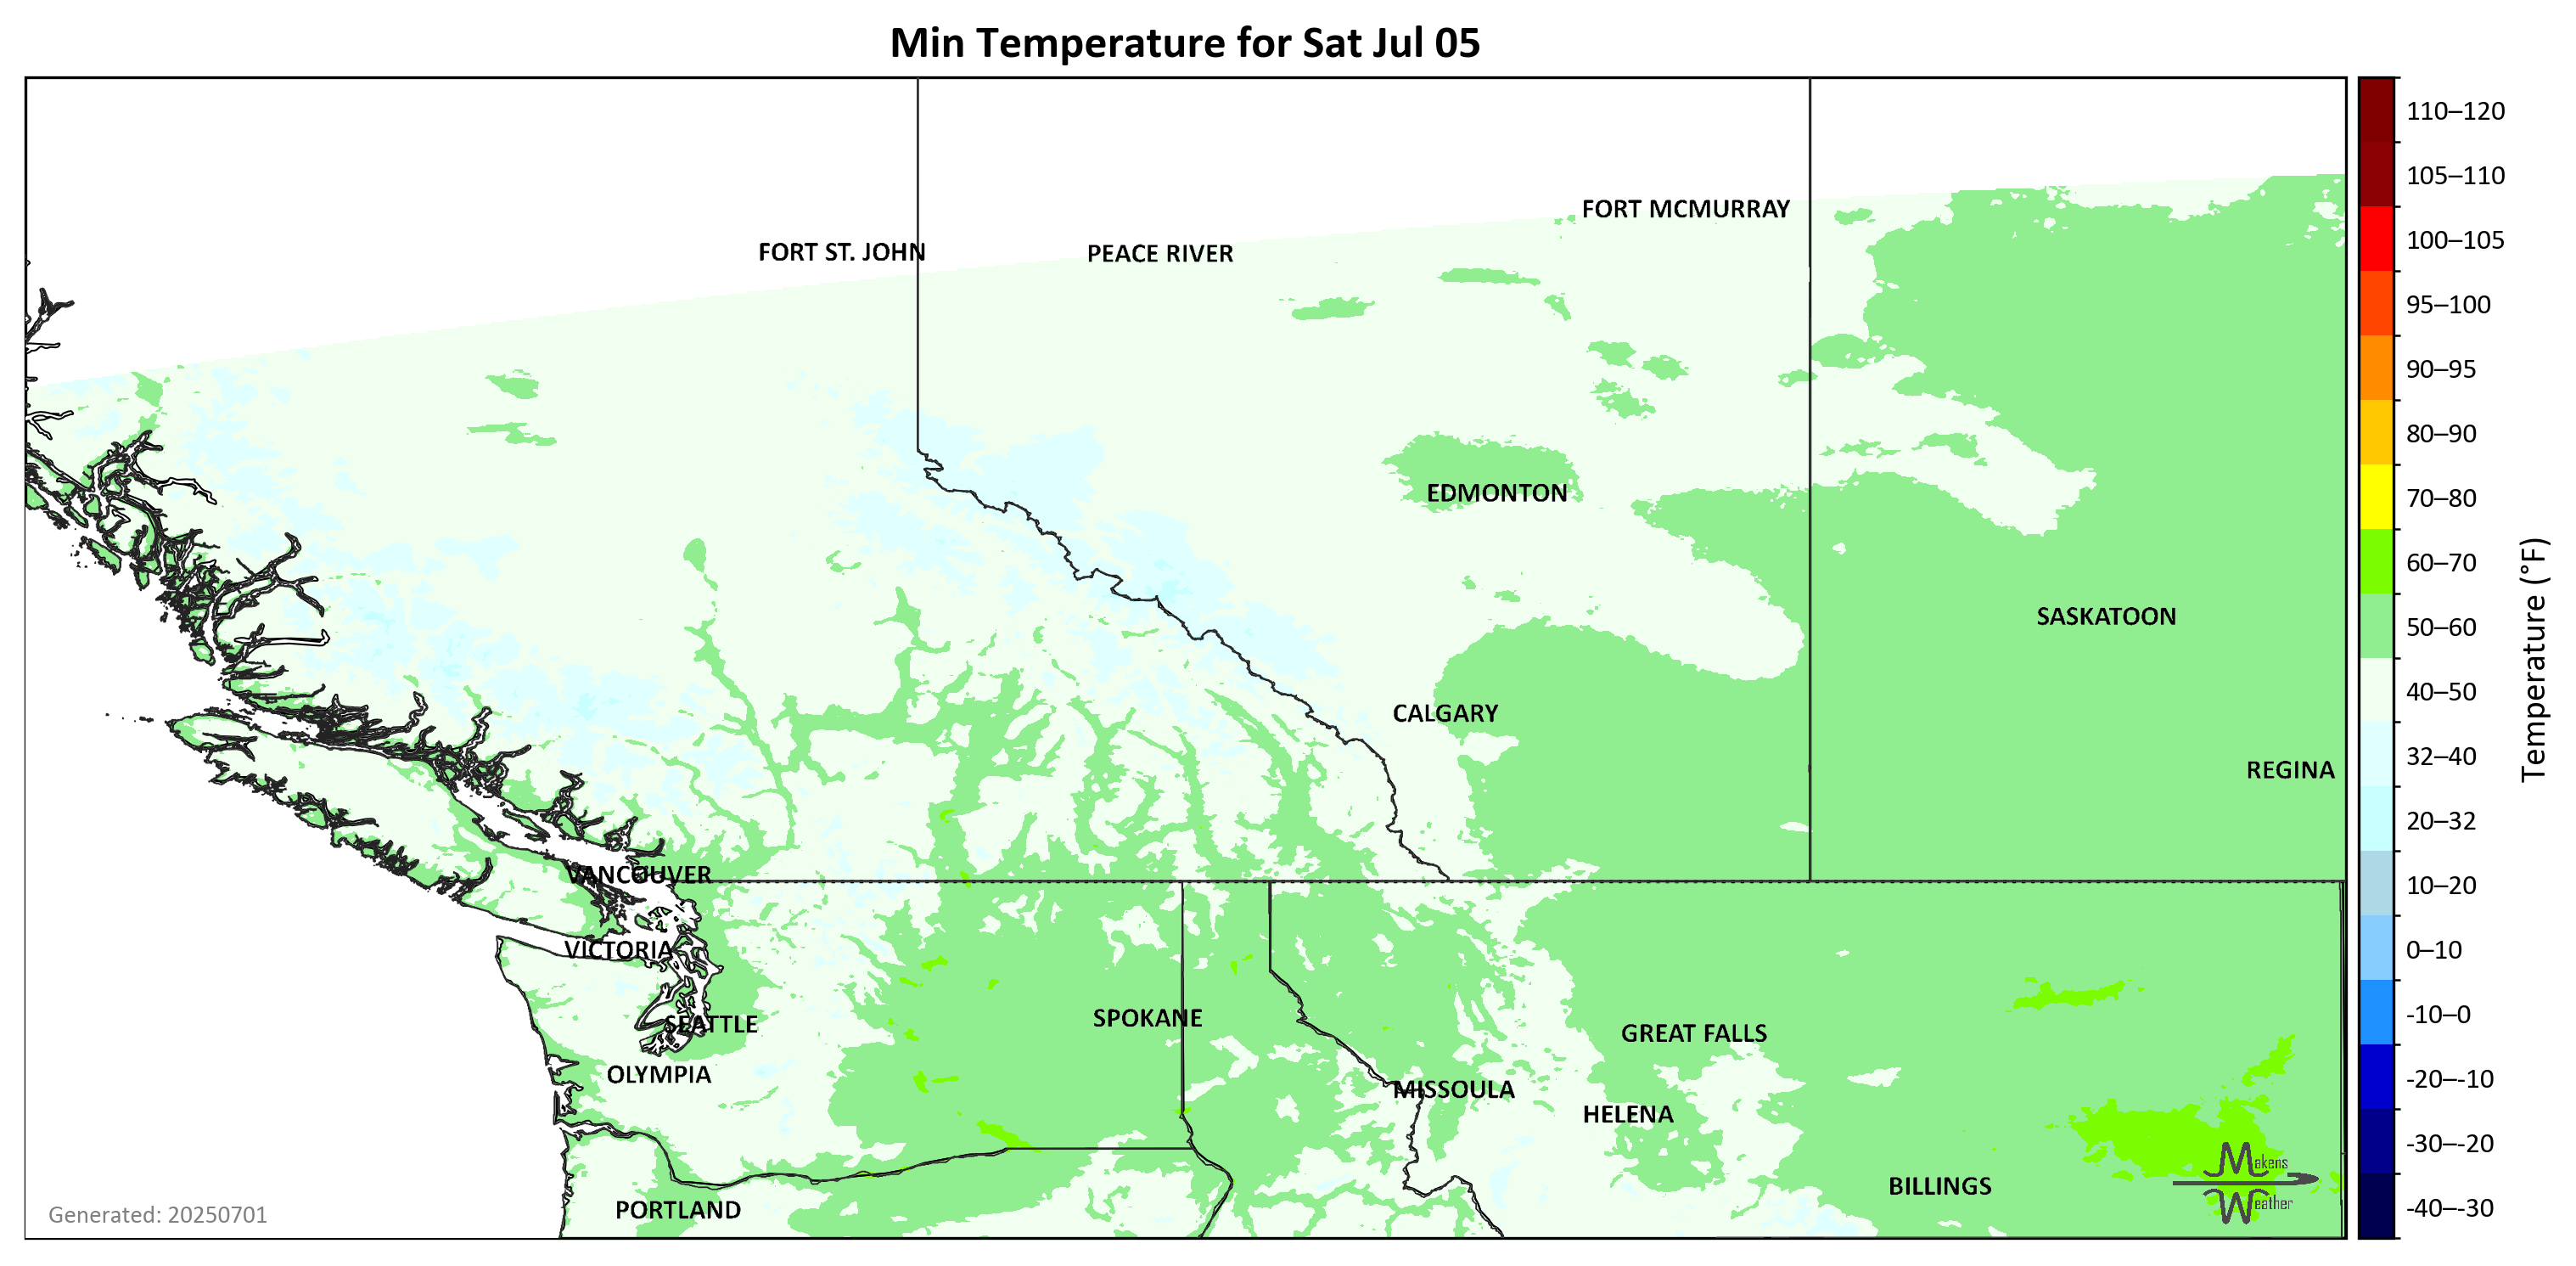 Min Temperature for Sat Jul 05
FORT MCMURRAY
FORT ST. JOHN
PEACE RIVER
EDMONTON
SASKATOON
CALGARY
REGINA
VANCOUVER
VICTORIA
SEATTLE
SPOKANE
GREAT FALLS
OLYMPIA
MISSOULA
HELENA
BILLINGS
PORTLAND
Makens
Weather
Generated: 20250701
110–120
105–110
100–105
95–100
90–95
80–90
70–80
60–70
50–60
40–50
32–40
20–32
10–20
0–10
-10–0
-20–-10
-30–-20
-40–-30
Temperature (°F)